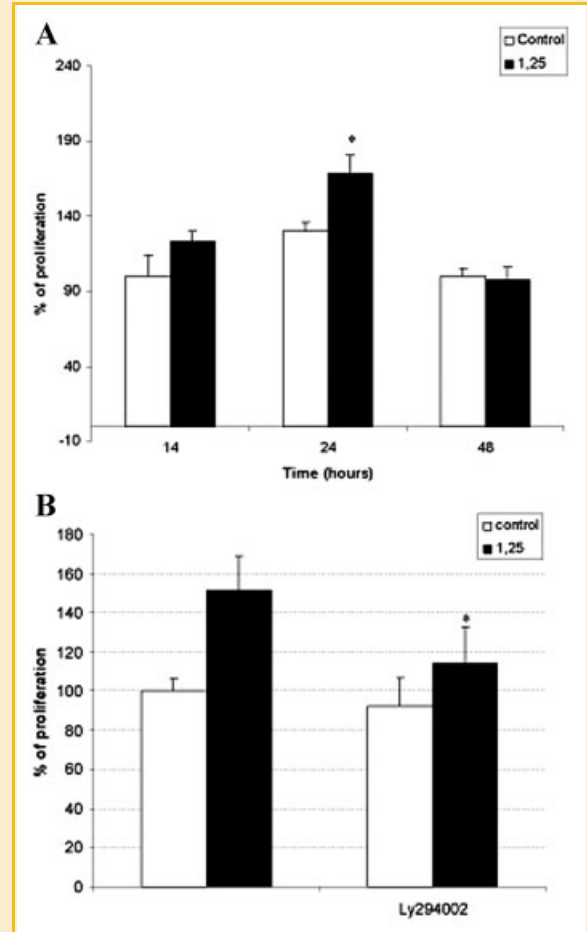 A
Control
1,25
240
190
140
90
40
-10
% of proliferation
*
14 24 48
Time (hours)
B
control
1,25
180
160
140
120
100
80
60
40
20
0
% of proliferation
*
Ly294002